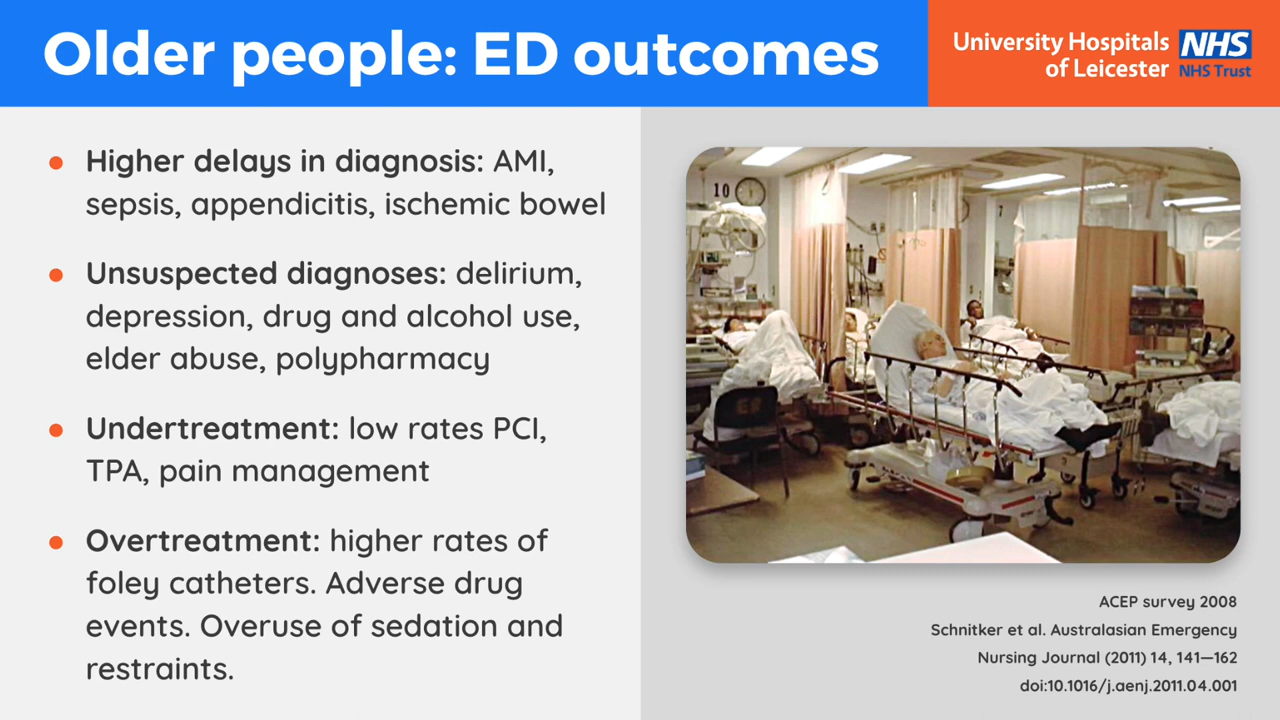 Older people: ED outcomes
University Hospitals
of Leicester
NHS
NHS Trust
Higher delays in diagnosis: AMI,
sepsis, appendicitis, ischemic bowel
Unsuspected diagnoses: delirium,
depression, drug and alcohol use,
elder abuse, polypharmacy
Undertreatment: low rates PCI,
TPA, pain management
Overtreatment: higher rates of
foley catheters. Adverse drug
events. Overuse of sedation and
restraints.
10
7
ACEP survey 2008
Schnitker et al. Australasian Emergency
Nursing Journal (2011) 14, 141—162
doi:10.1016/j.aenj.2011.04.001